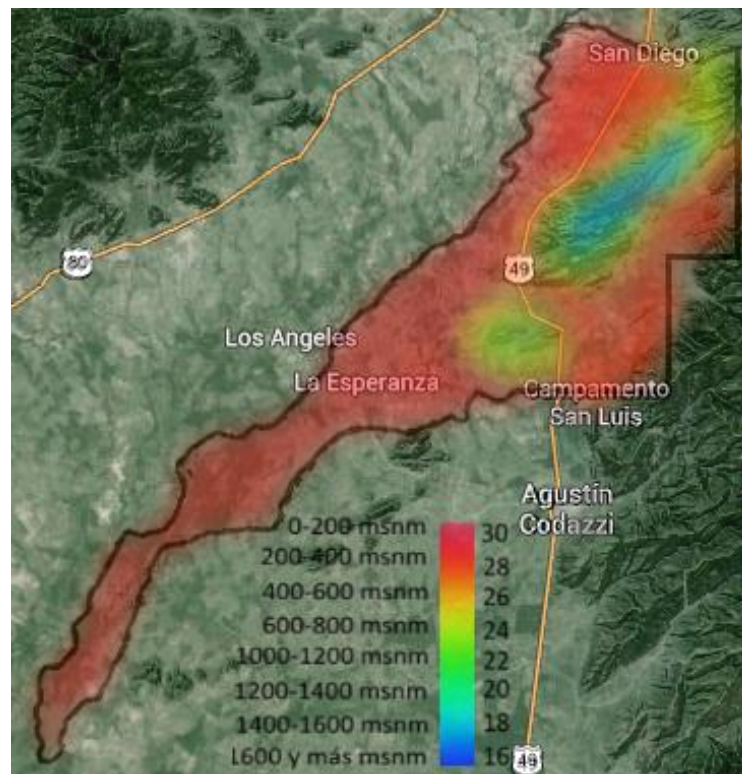 San Diego
80
49
Los Angeles
La Esperanza
Campamento
San Luis
Agustín
Codazzi
0-200 msnm 30
200-400 msnm 28
400-600 msnm 26
600-800 msnm 24
1000-1200 msnm 22
1200-1400 msnm 20
1400-1600 msnm 18
1600 y más msnm 16
49